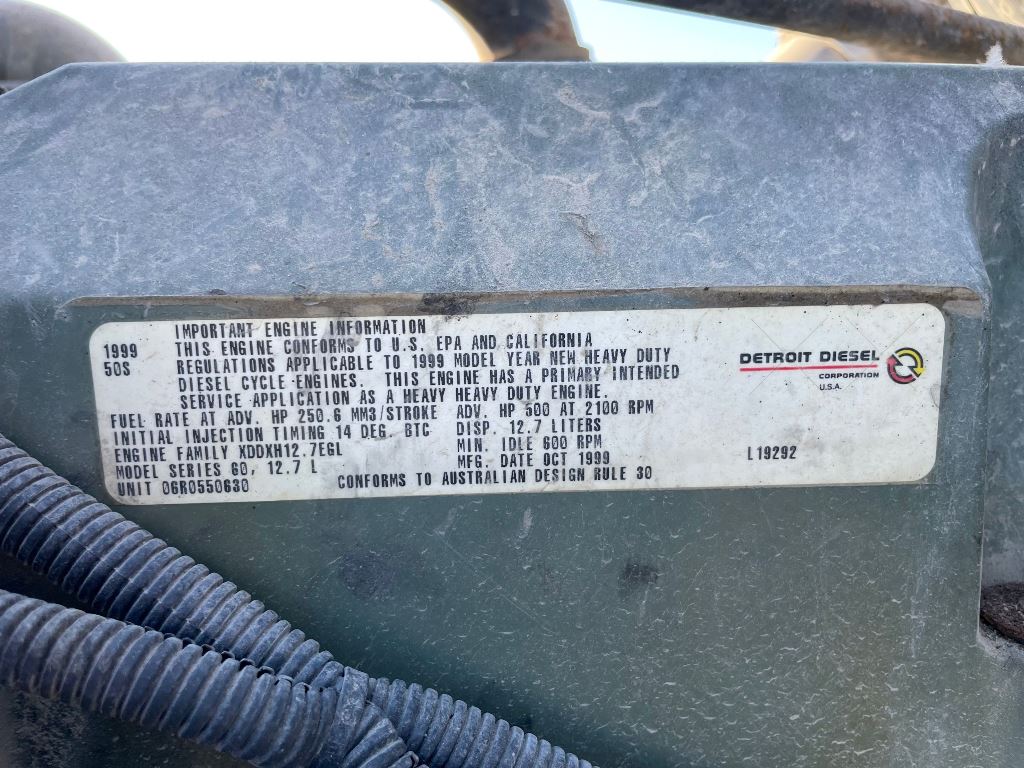 IMPORTANT ENGINE INFORMATION
1999 THIS ENGINE CONFORMS TO U.S. EPA AND CALIFORNIA
50S REGULATIONS APPLICABLE TO 1999 MODEL YEAR NEW HEAVY DUTY
DIESEL CYCLE ENGINES. THIS ENGINE HAS A PRIMARY INTENDED
SERVICE APPLICATION AS A HEAVY HEAVY DUTY ENGINE.
FUEL RATE AT ADV. HP 250.6 MM3/STROKE ADV. HP 500 AT 2100 RPM
INITIAL INJECTION TIMING 14 DEG. BTC DISP. 12.7 LITERS
ENGINE FAMILY XDDXH12.7EGL MIN. IDLE 600 RPM
MODEL SERIES 60, 12.7 L MFG. DATE OCT 1999
UNIT 06R0550630 CONFORMS TO AUSTRALIAN DESIGN RULE 30
DETROIT DIESEL
CORPORATION
U.S.A.
L19292